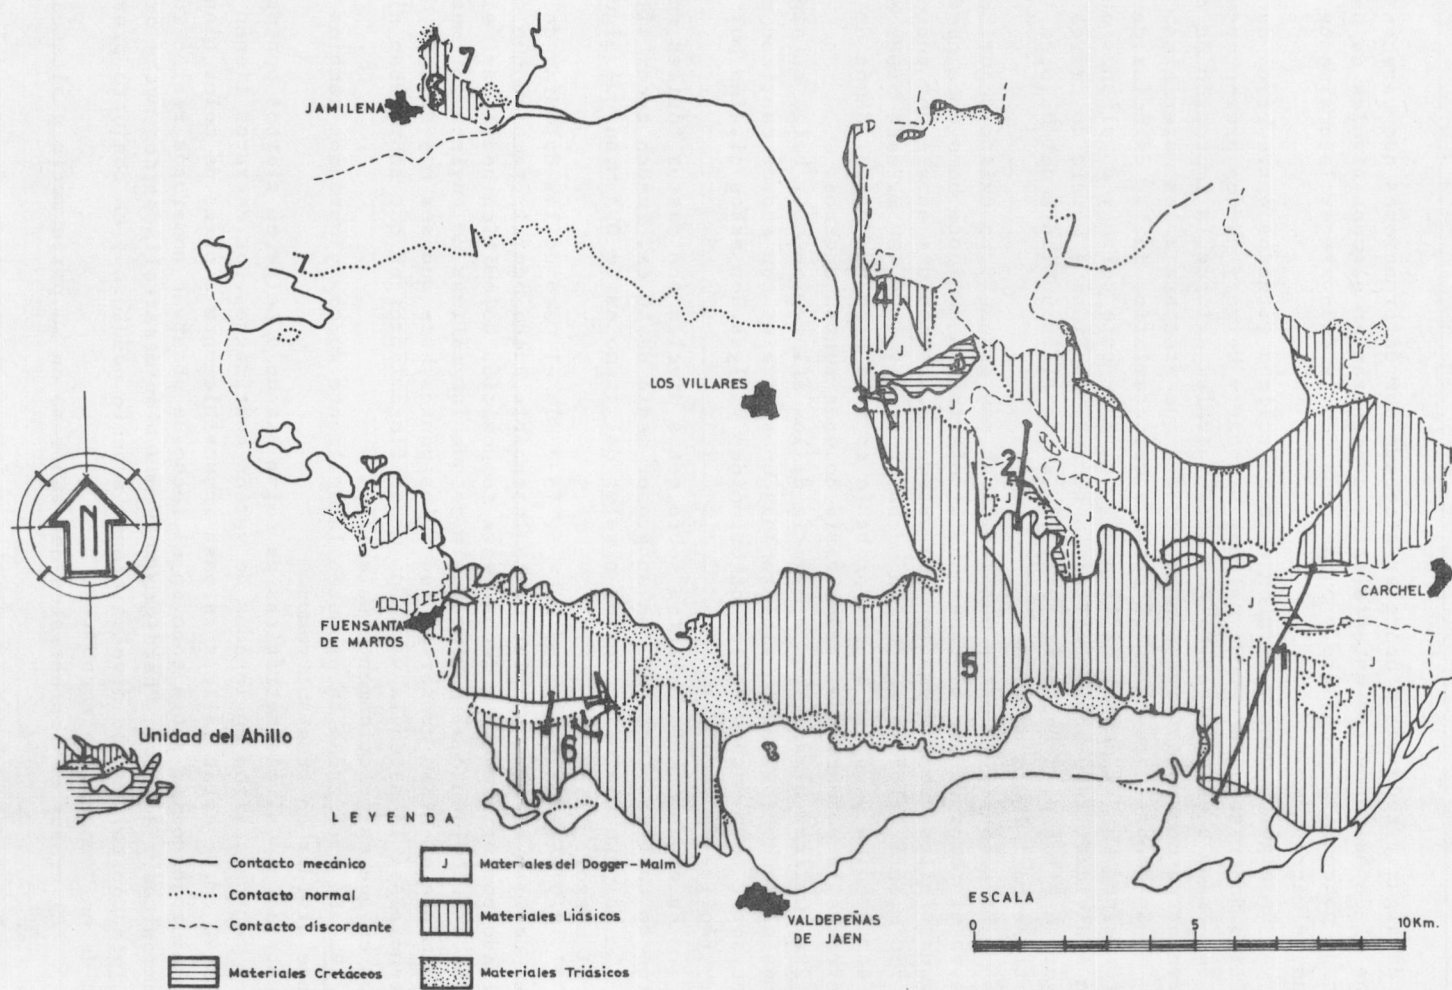 7
JAMILENA
J
J
4
J
LOS VILLARES
3
J
2
J
J
N
CARCHEL
FUENSANTA
DE MARTOS
J
1
J
5
Unidad del Ahillo
6
LEYENDA
Contacto mecánico
Contacto normal
Contacto discordante
Materiales Cretáceos
J Materiales del Dogger-Malm
Materiales Liásicos
Materiales Triásicos
VALDEPEÑAS
DE JAEN
ESCALA
0 5 10 Km.